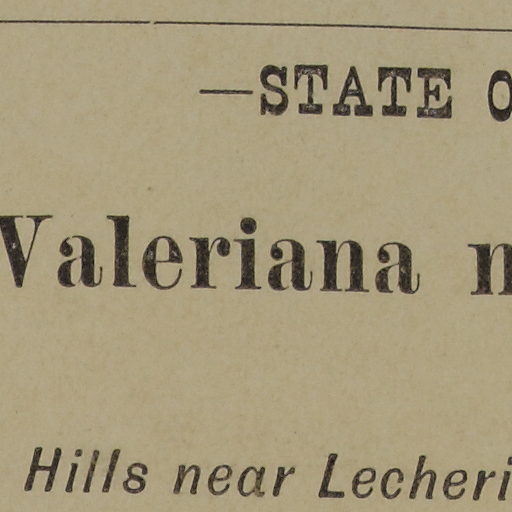 —STATE O
Valeriana
Hills near Lecheri